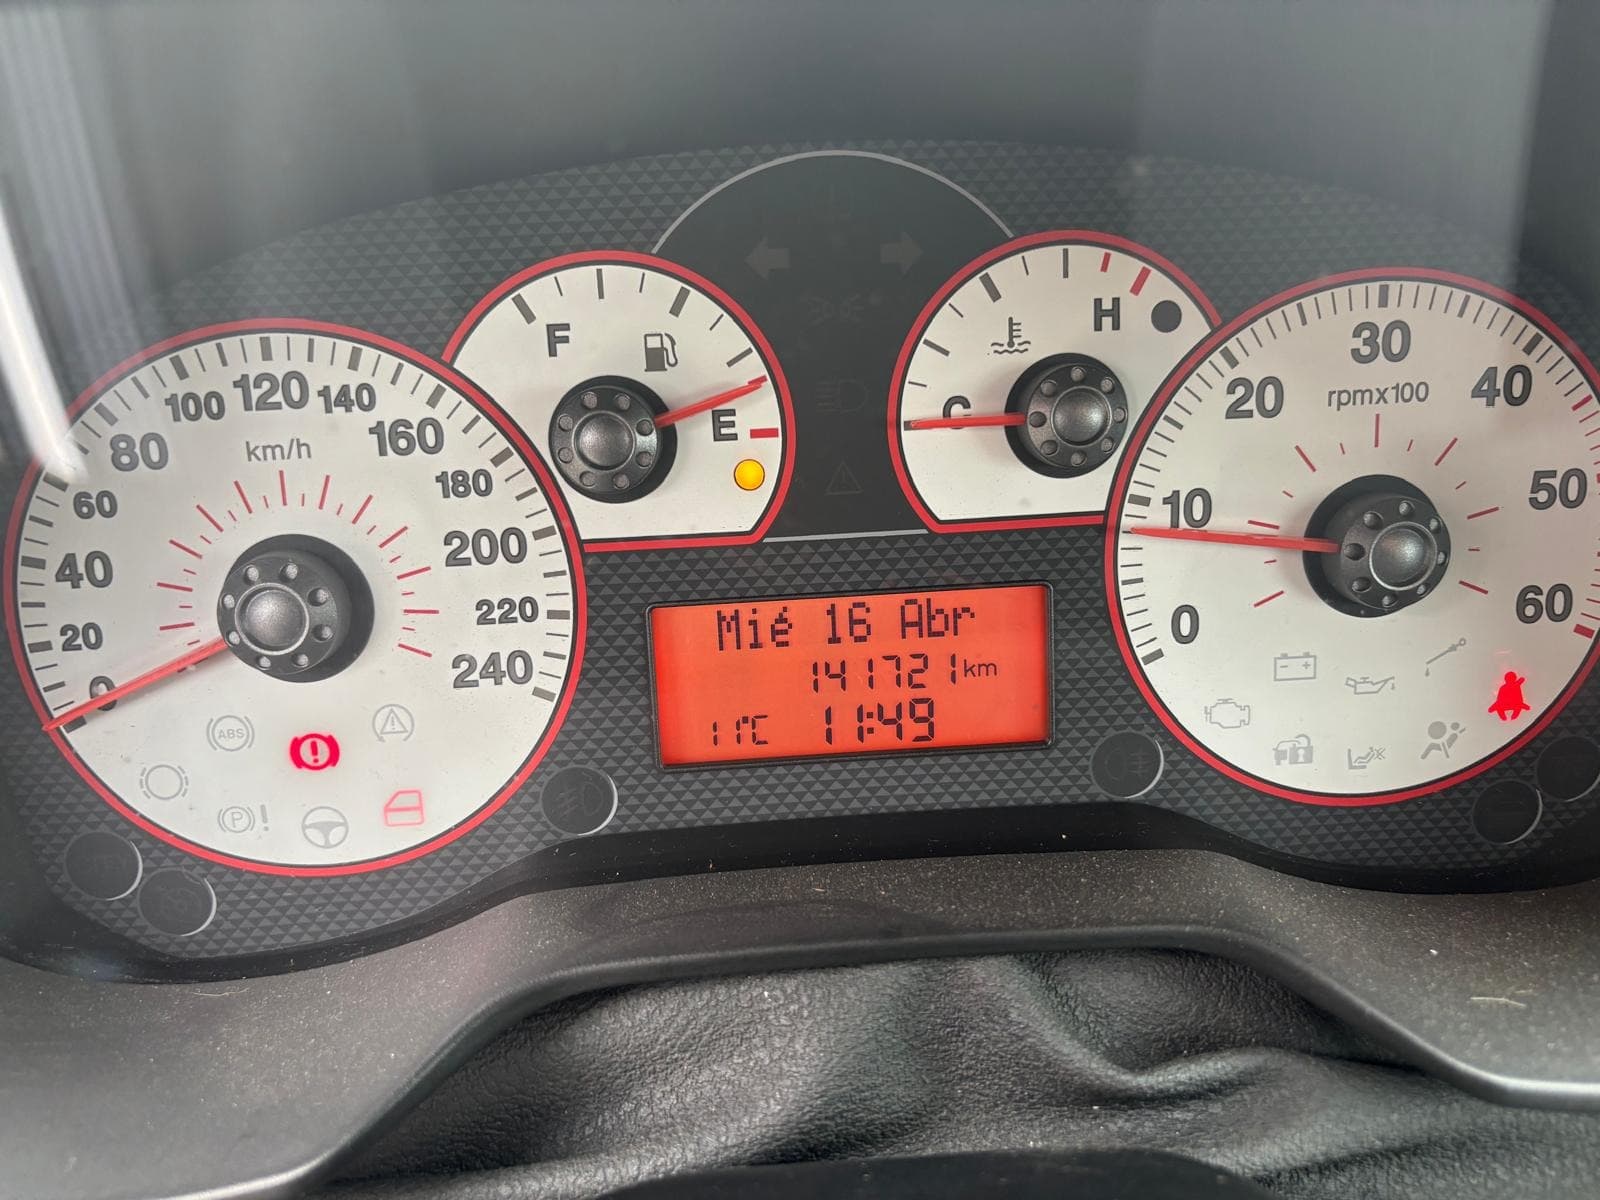 100 120 140
80 160
km/h
60 180
40 200
20 220
0 240
ABS
P !
F
E
H
C
Mié 16 Abr
141721 km
11°C 11:49
30
20 40
rpmx100
10 50
0 60